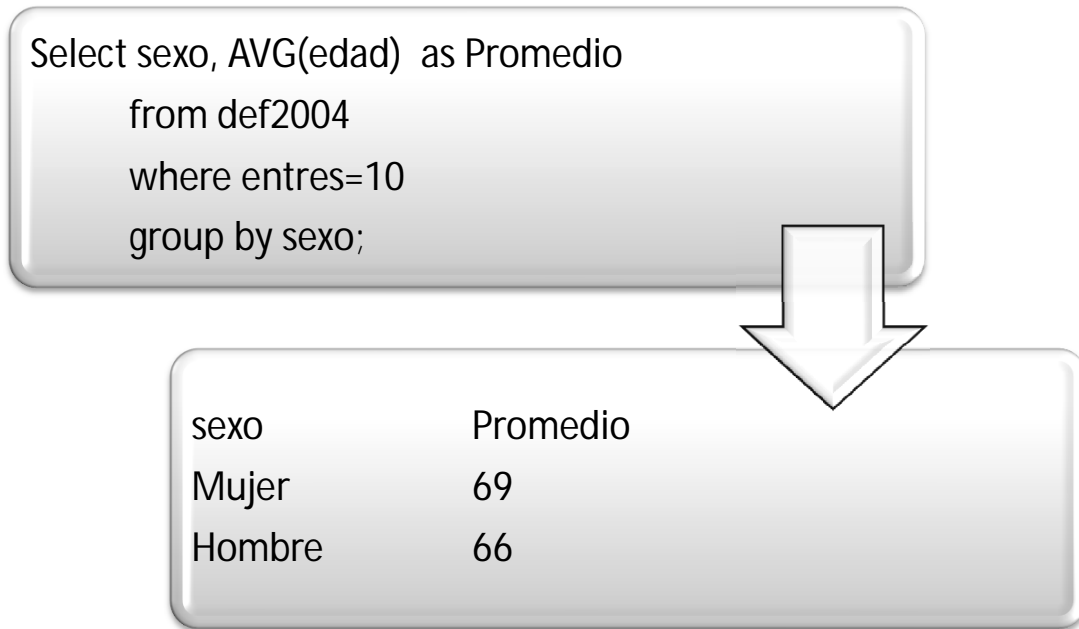 Select sexo, AVG(edad) as Promedio
from def2004
where entres=10
group by sexo;
sexo Promedio
Mujer 69
Hombre 66